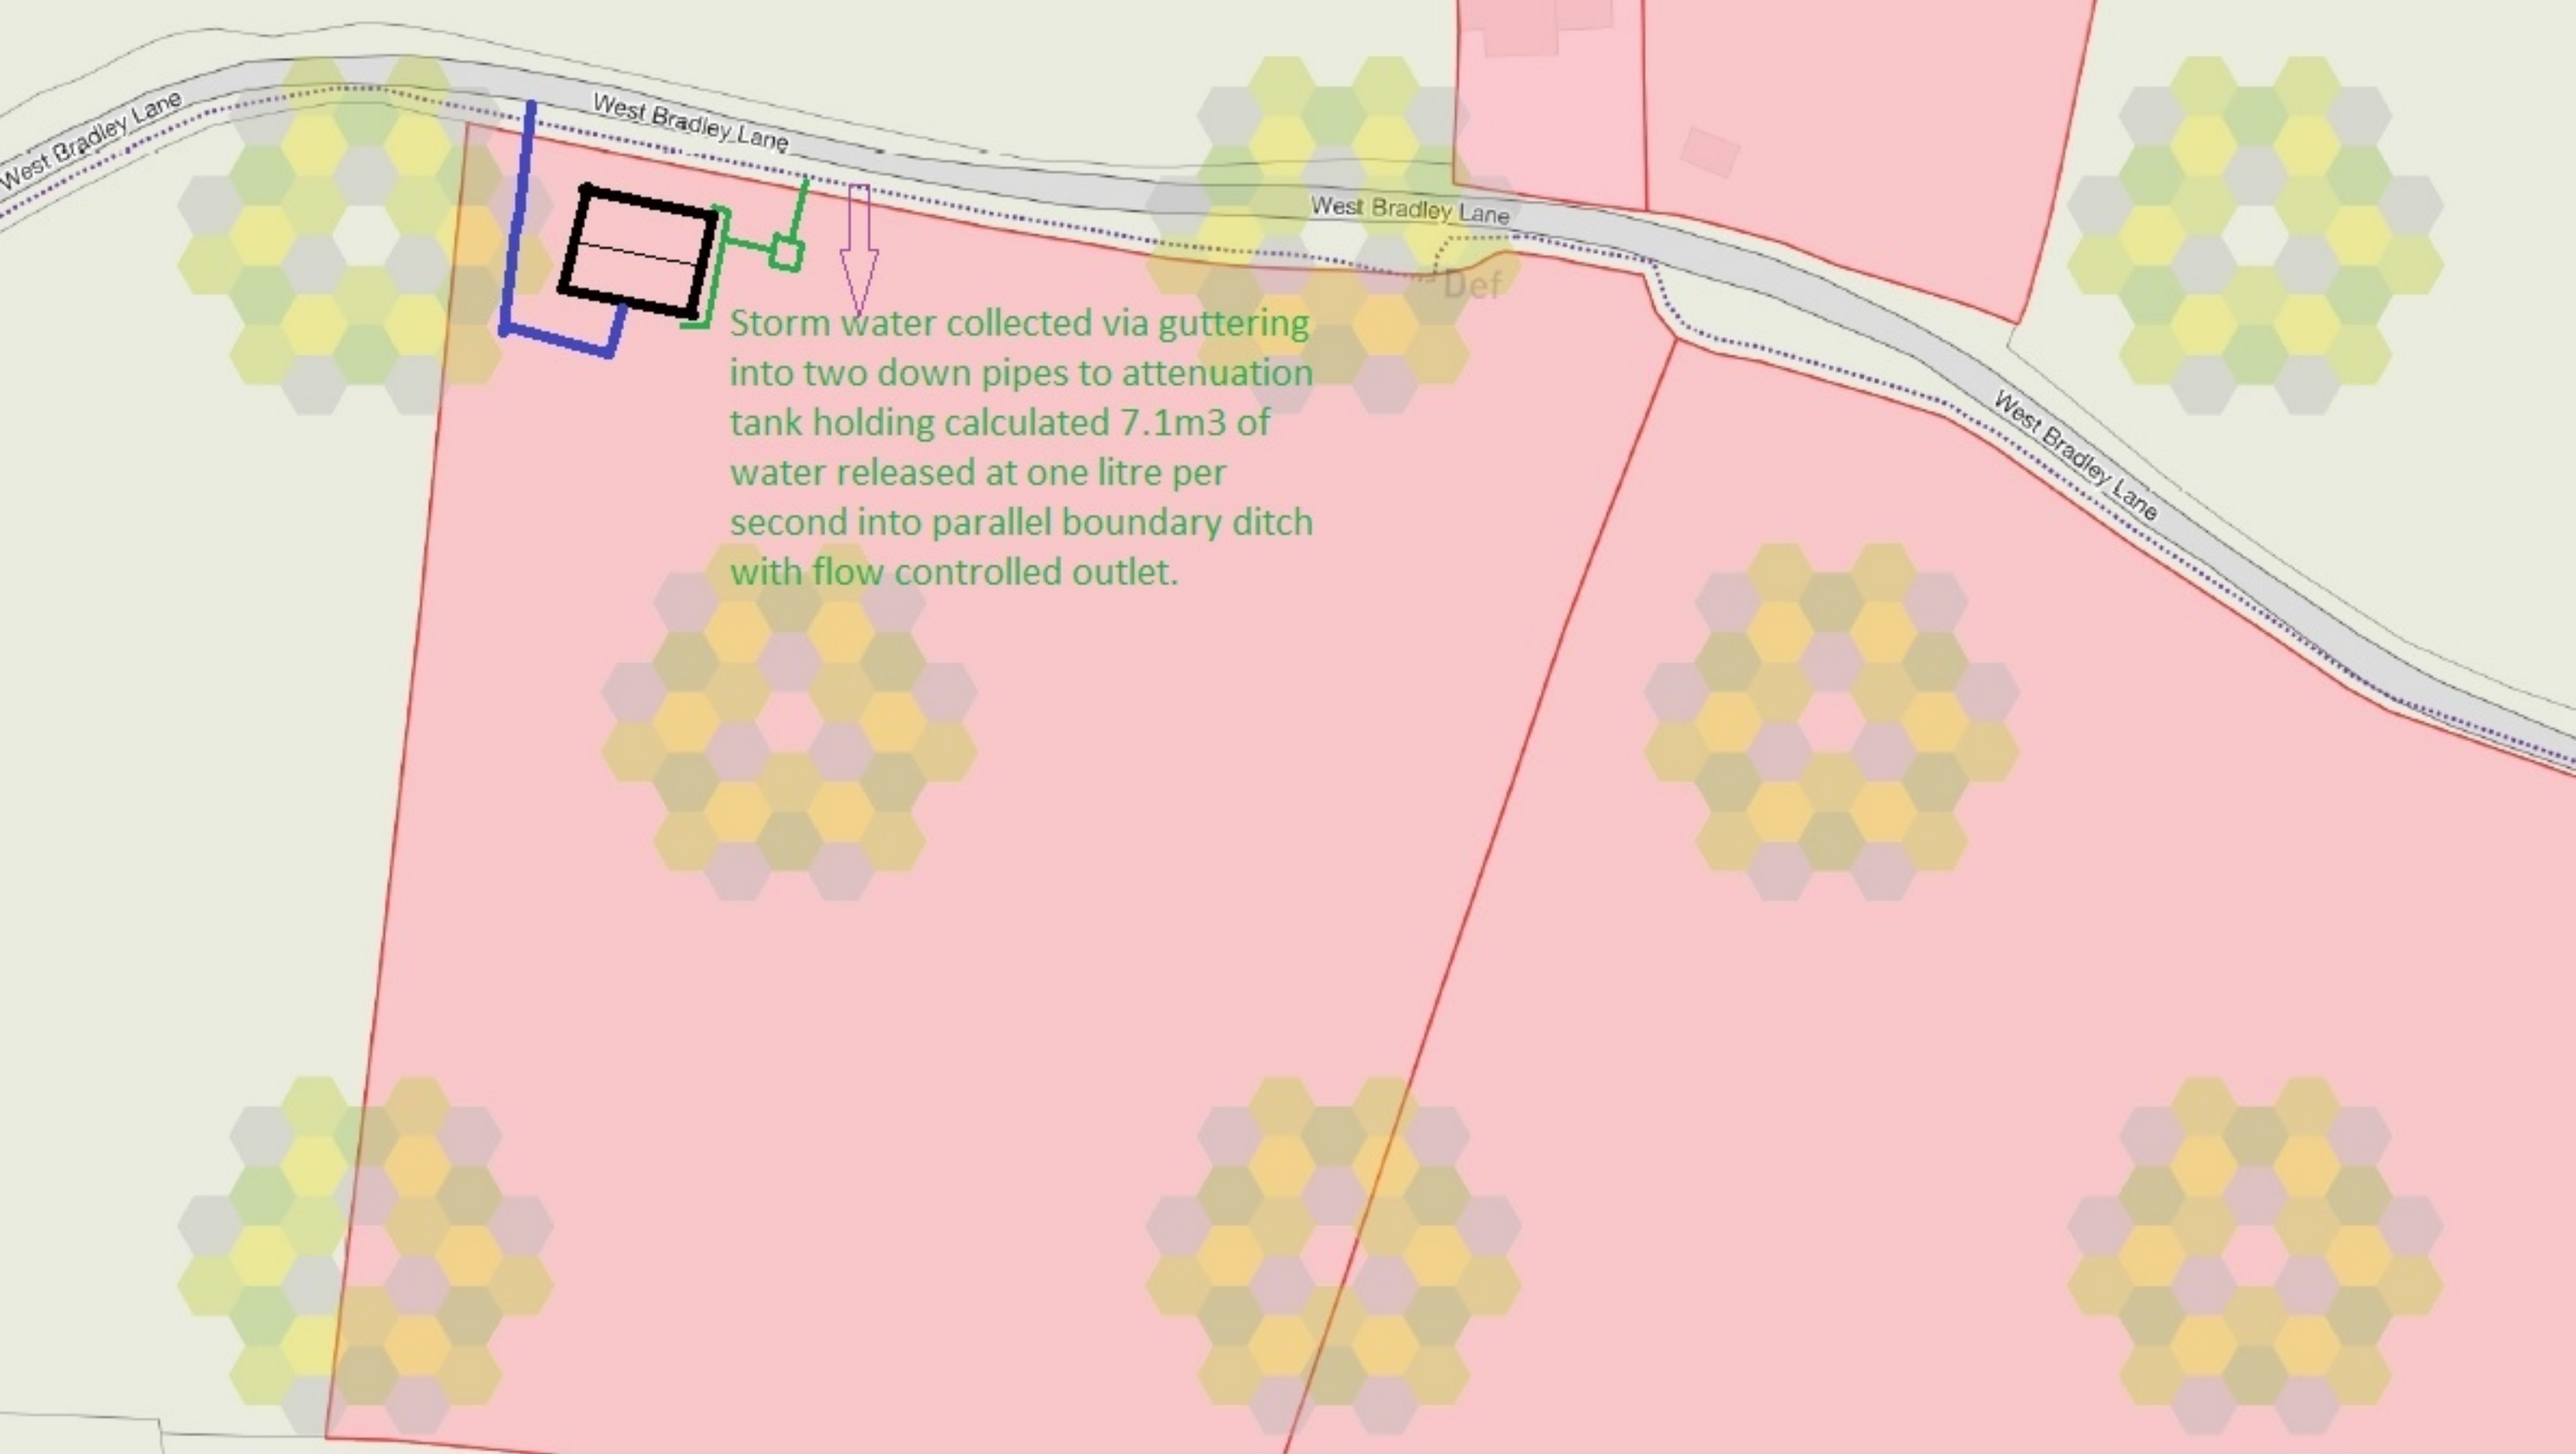 West Bradley Lane
West Bradley Lane
West Bradley Lane
Def
West Bradley Lane
Storm water collected via guttering
into two down pipes to attenuation
tank holding calculated 7.1m3 of
water released at one litre per
second into parallel boundary ditch
with flow controlled outlet.